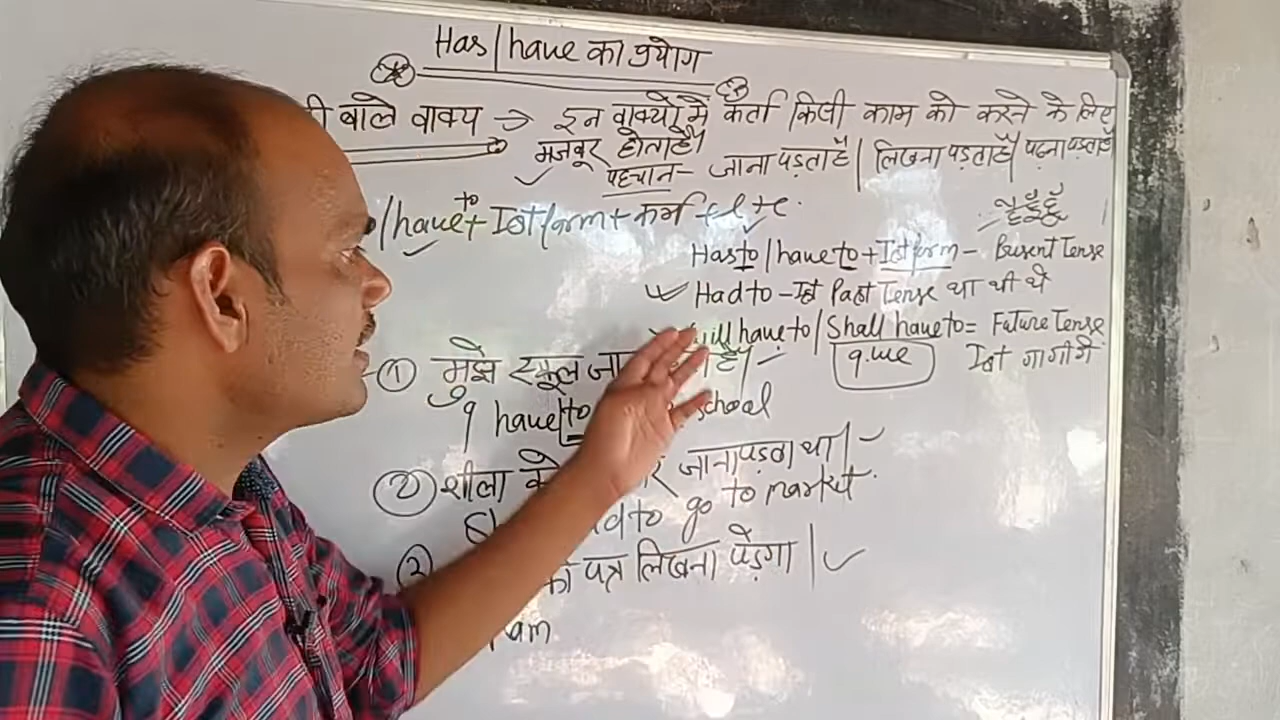 Has/have का प्रयोग
वाले वाक्य → इन वाक्यों में कर्ता किसी काम को करने के लिए
मजबूर होता है।
पहचान - जाना पड़ता है / लिखना पड़ता है / पढ़ना पड़ता है
/have to + Ist form + कर्म
है हैं हूँ
Has to / have to + Ist form - Present Tense
Had to - Ist Past Tense था थी थे
will have to / Shall have to = Future Tense
I. we Ist गा गी गे
① मुझे स्कूल जा है।
I have to school
② शीला को जाना पड़ता था।
to go to market.
③ को पत्र लिखना पड़ेगा।